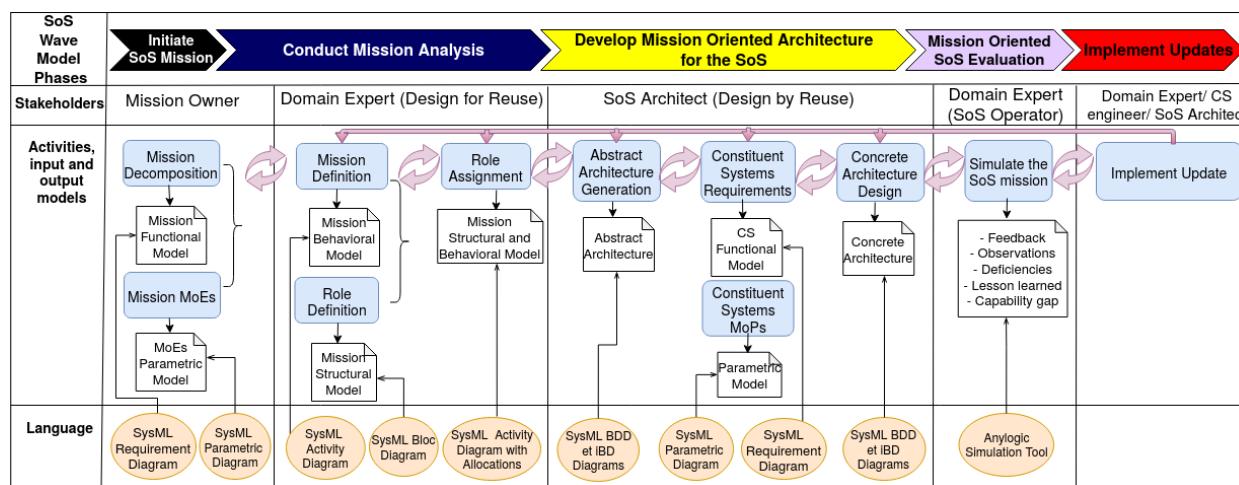 SoS
Wave
Model
Phases
Initiate
SoS Mission
Conduct Mission Analysis
Develop Mission Oriented Architecture
for the SoS
Mission Oriented
SoS Evaluation
Implement Updates
Stakeholders
Mission Owner
Domain Expert (Design for Reuse)
SoS Architect (Design by Reuse)
Domain Expert
(SoS Operator)
Domain Expert/ CS
engineer/ SoS Architec
Activities,
input and
output
models
Mission
Decomposition
Mission
Functional
Model
Mission MoEs
MoEs
Parametric
Model
Mission
Definition
Mission
Behavioral
Model
Role
Definition
Mission
Structural
Model
Role
Assignment
Mission
Structural and
Behavioral Model
Abstract
Architecture
Generation
Abstract
Architecture
Constituent
Systems
Requirements
CS
Functional
Model
Constituent
Systems
MoPs
Parametric
Model
Concrete
Architecture
Design
Concrete
Architecture
Simulate the
SoS mission
- Feedback
- Observations
- Deficiencies
- Lesson learned
- Capability gap
Implement Update
Language
SysML
Requirement
Diagram
SysML
Parametric
Diagram
SysML
Activity
Diagram
SysML Bloc
Diagram
SysML Activity
Diagram with
Allocations
SysML BDD
et iBD
Diagrams
SysML
Parametric
Diagram
SysML
Requirement
Diagram
SysML BDD
et IBD
Diagrams
Anylogic
Simulation Tool